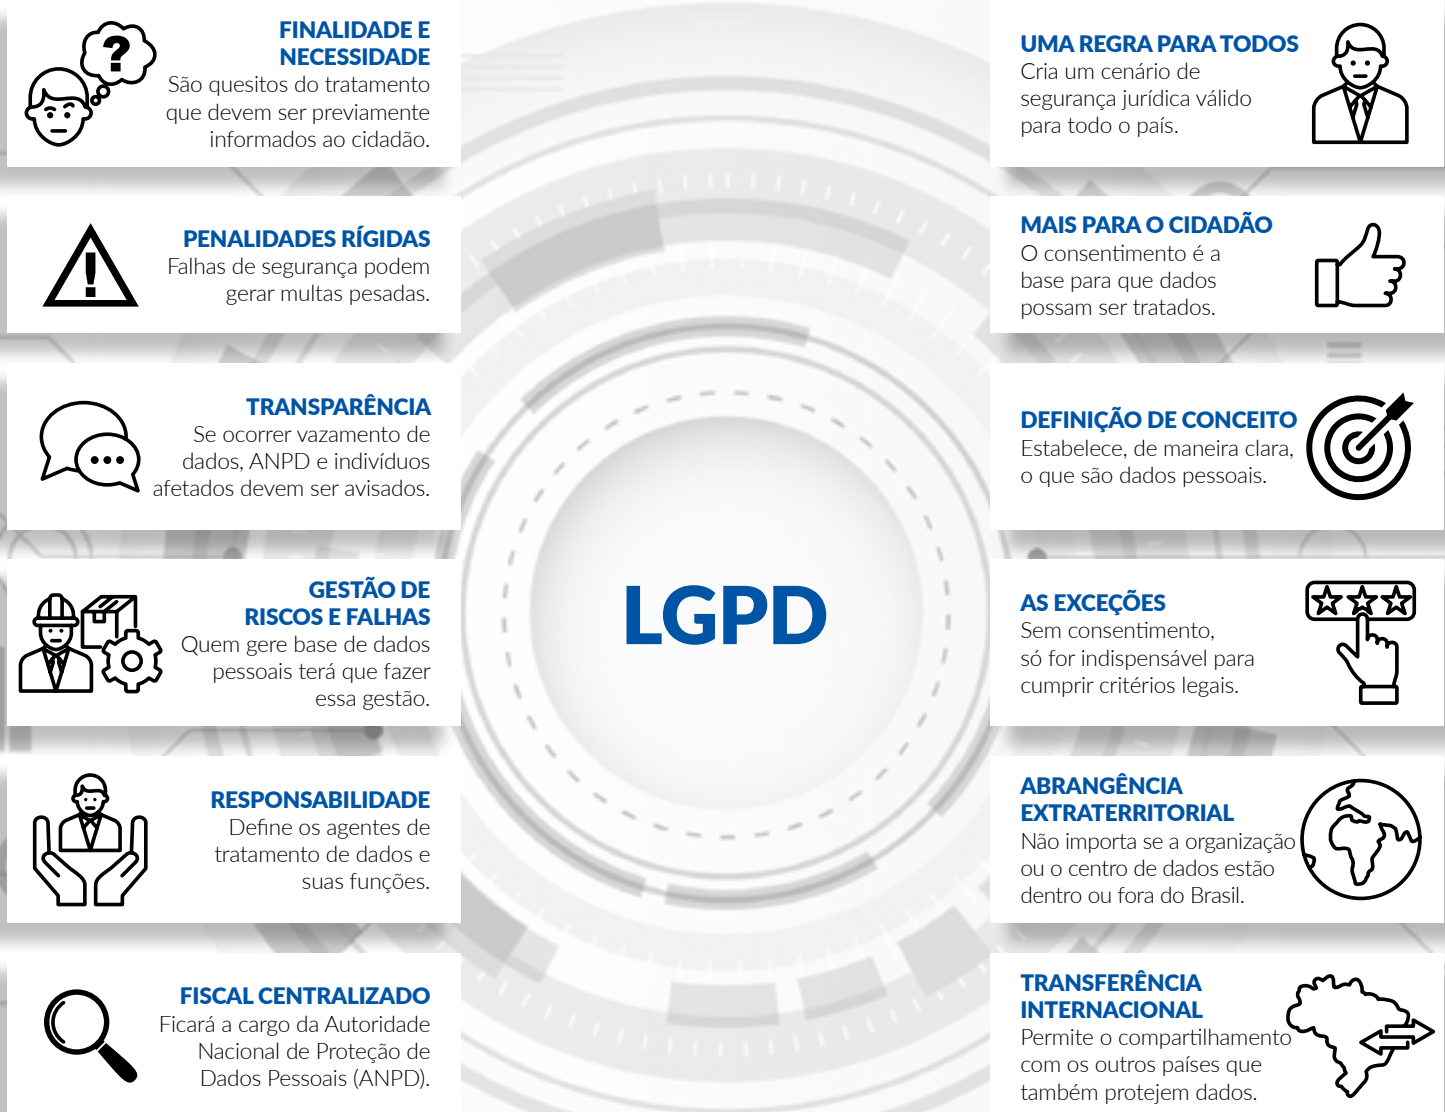 FINALIDADE E
NECESSIDADE
São quesitos do tratamento
que devem ser previamente
informados ao cidadão.
PENALIDADES RÍGIDAS
Falhas de segurança podem
gerar multas pesadas.
TRANSPARÊNCIA
Se ocorrer vazamento de
dados, ANPD e indivíduos
afetados devem ser avisados.
GESTÃO DE
RISCOS E FALHAS
Quem gere base de dados
pessoais terá que fazer
essa gestão.
RESPONSABILIDADE
Define os agentes de
tratamento de dados e
suas funções.
FISCAL CENTRALIZADO
Ficará a cargo da Autoridade
Nacional de Proteção de
Dados Pessoais (ANPD).
LGPD
UMA REGRA PARA TODOS
Cria um cenário de
segurança jurídica válido
para todo o país.
MAIS PARA O CIDADÃO
O consentimento é a
base para que dados
possam ser tratados.
DEFINIÇÃO DE CONCEITO
Estabelece, de maneira clara,
o que são dados pessoais.
AS EXCEÇÕES
Sem consentimento,
só for indispensável para
cumprir critérios legais.
ABRANGÊNCIA
EXTRATERRITORIAL
Não importa se a organização
ou o centro de dados estão
dentro ou fora do Brasil.
TRANSFERÊNCIA
INTERNACIONAL
Permite o compartilhamento
com os outros países que
também protejem dados.